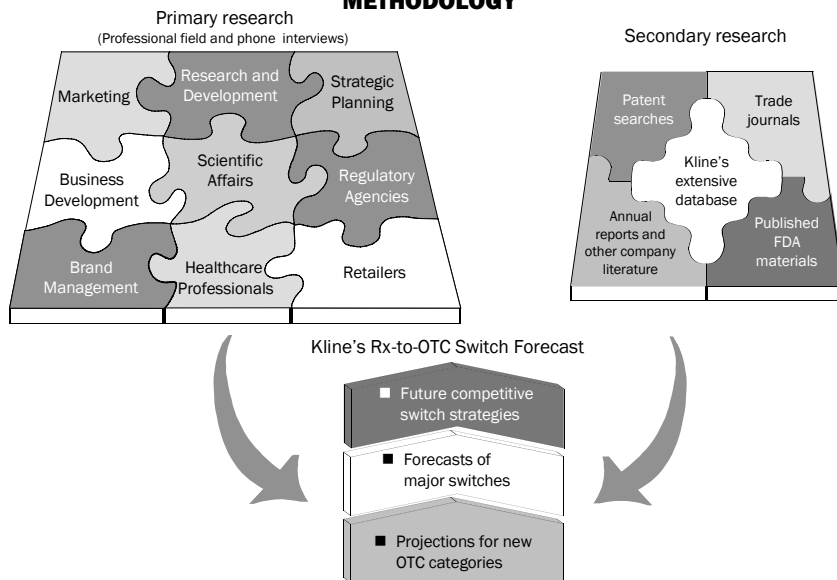 METHODOLOGY
Primary research
(Professional field and phone interviews)
Marketing
Research and
Development
Strategic
Planning
Business
Development
Scientific
Affairs
Regulatory
Agencies
Brand
Management
Healthcare
Professionals
Retailers
Secondary research
Patent
searches
Trade
journals
Kline's
extensive
database
Annual
reports and
other company
literature
Published
FDA
materials
Kline's Rx-to-OTC Switch Forecast
Future competitive
switch strategies
Forecasts of
major switches
Projections for new
OTC categories